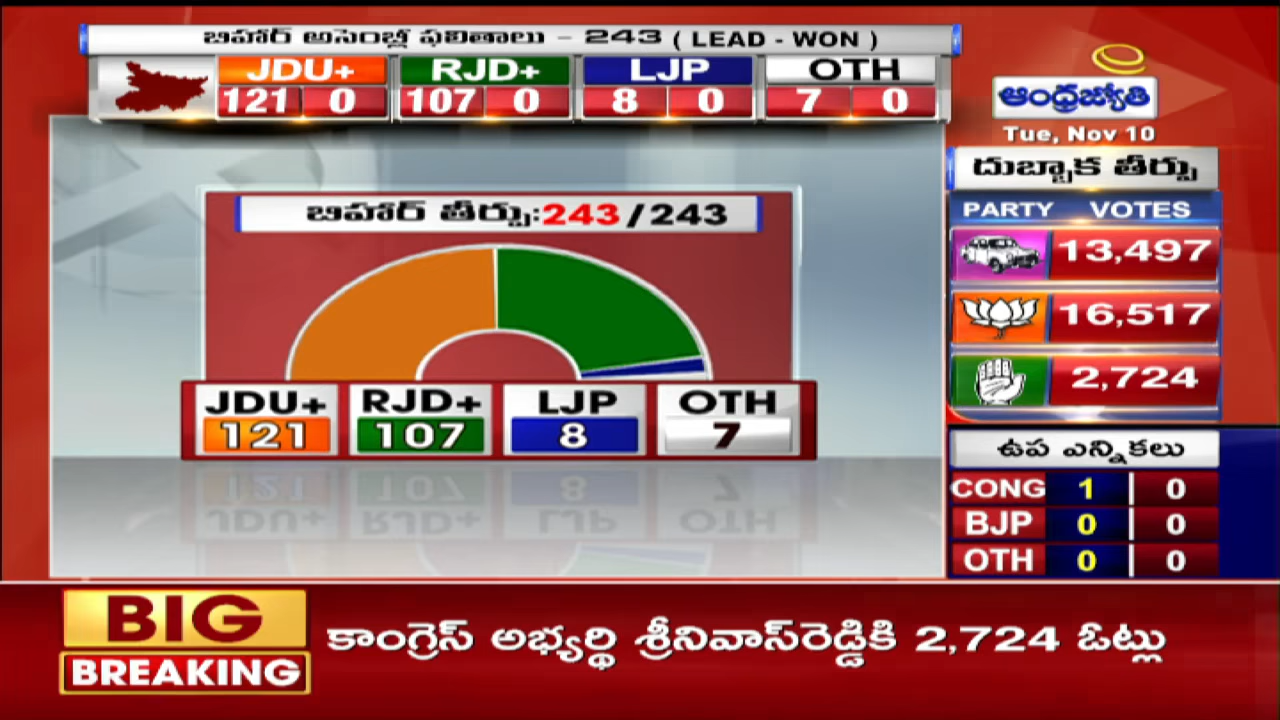 బిహార్ అసెంబ్లీ ఫలితాలు - 243 ( LEAD - WON )
JDU+ RJD+ LJP OTH
121 0 107 0 8 0 7 0
ఆంధ్రజ్యోతి
Tue, Nov 10
బిహార్ తీర్పు:243/243
JDU+ RJD+ LJP OTH
121 107 8 7
దుబ్బాక తీర్పు
PARTY VOTES
13,497
16,517
2,724
ఉప ఎన్నికలు
CONG 1 0
BJP 0 0
OTH 0 0
BIG
BREAKING
కాంగ్రెస్ అభ్యర్థి శ్రీనివాస్‌రెడ్డికి 2,724 ఓట్లు